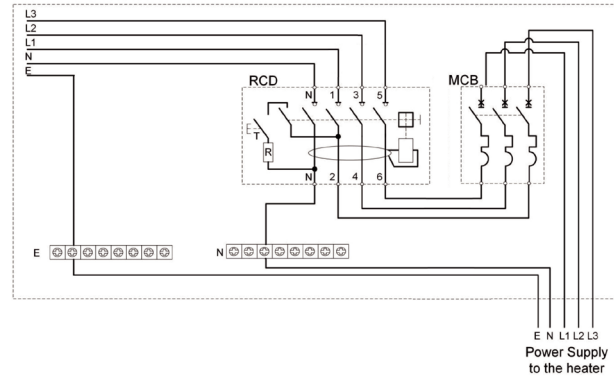 L3
L2
L1
N
E
RCD
MCB
N 1 3 5
T
R
N 2 4 6
E
N
E N L1 L2 L3
Power Supply
to the heater